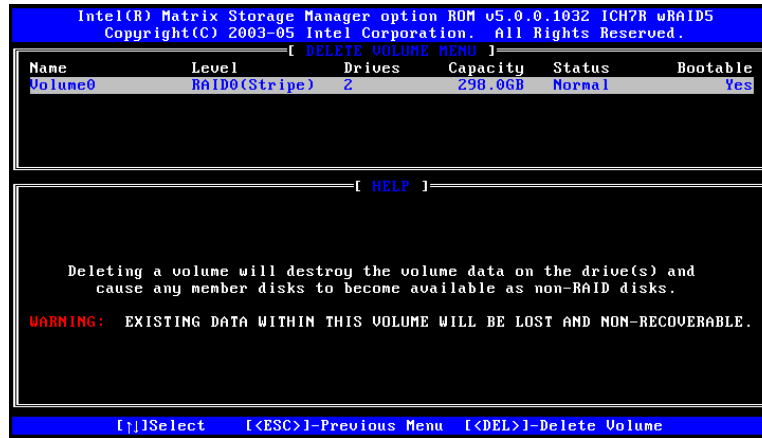 Intel(R) Matrix Storage Manager option ROM v5.0.0.1032 ICH7R wRAID5
Copyright(C) 2003-05 Intel Corporation.  All Rights Reserved.
[ DELETE VOLUME MENU ]
Name Level Drives Capacity Status Bootable
Volume0 RAID0(Stripe) 2 298.0GB Normal Yes
[ HELP ]
Deleting a volume will destroy the volume data on the drive(s) and
cause any member disks to become available as non-RAID disks.
WARNING: EXISTING DATA WITHIN THIS VOLUME WILL BE LOST AND NON-RECOVERABLE.
[↑↓]Select [<ESC>]-Previous Menu [<DEL>]-Delete Volume